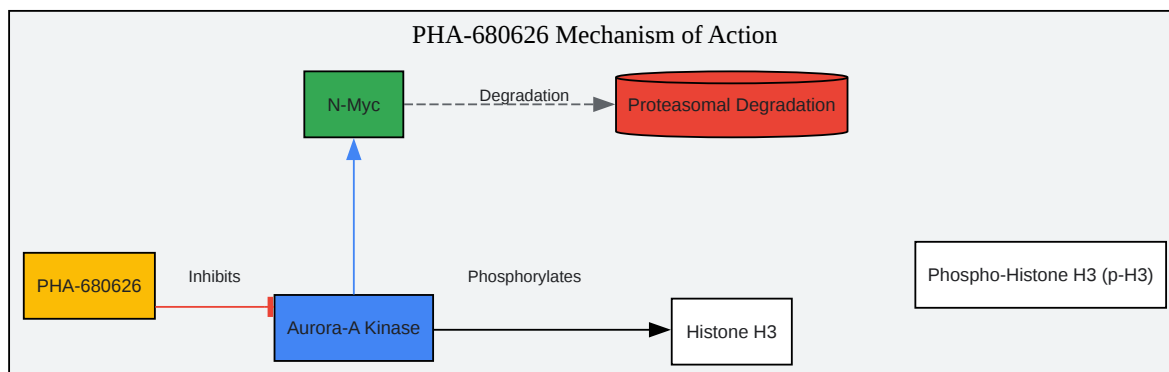 PHA-680626 Mechanism of Action
N-Myc
Degradation
Proteasomal Degradation
PHA-680626
Inhibits
Aurora-A Kinase
Phosphorylates
Histone H3
Phospho-Histone H3 (p-H3)